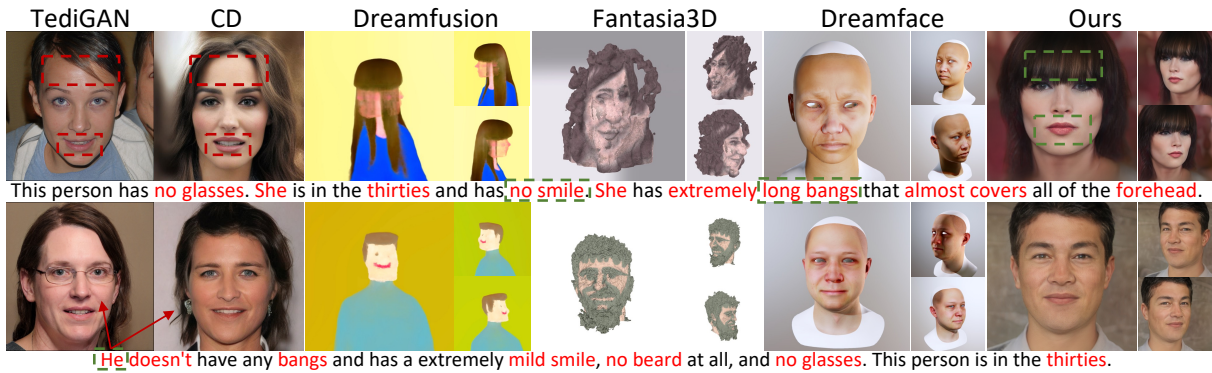 TediGAN CD Dreamfusion Fantasia3D Dreamface Ours
This person has no glasses. She is in the thirties and has no smile. She has extremely long bangs that almost covers all of the forehead.
He doesn't have any bangs and has a extremely mild smile, no beard at all, and no glasses. This person is in the thirties.